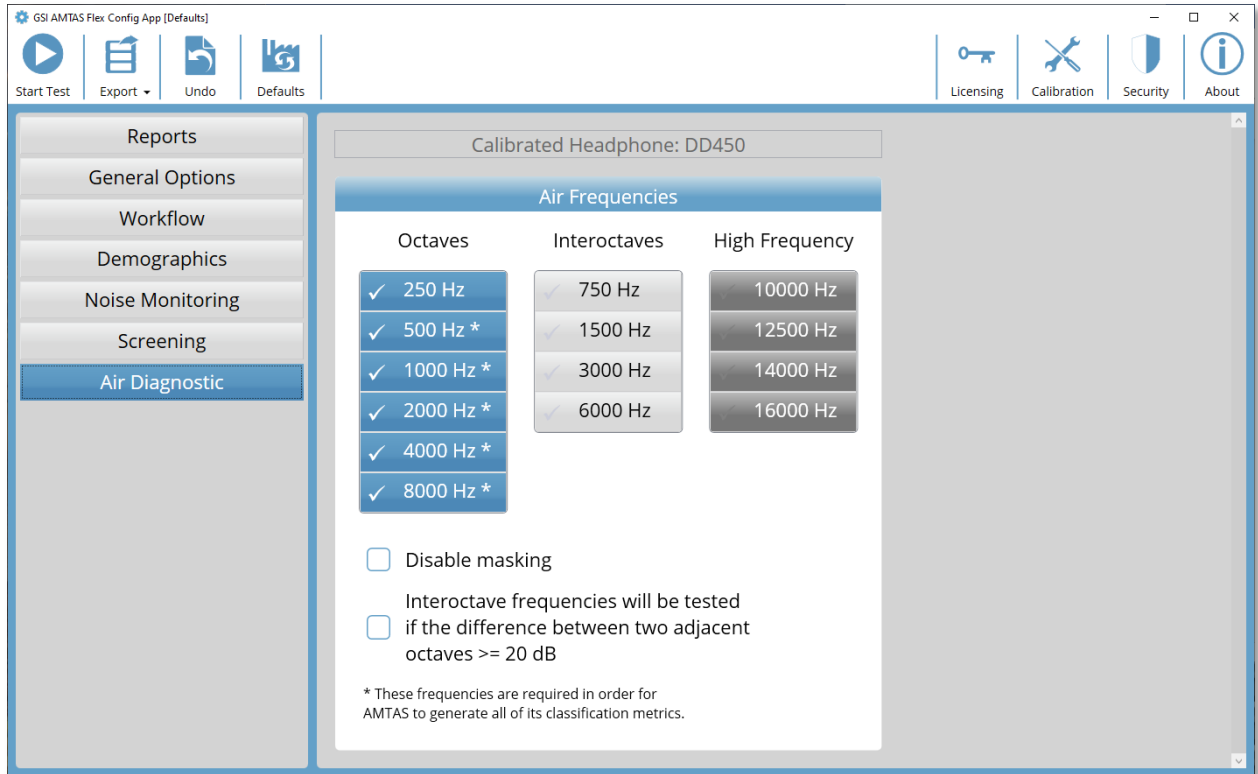 GSI AMTAS Flex Config App [Defaults]
Start Test
Export
Undo
Defaults
Licensing
Calibration
Security
About
Reports
General Options
Workflow
Demographics
Noise Monitoring
Screening
Air Diagnostic
Calibrated Headphone: DD450
Air Frequencies
Octaves
Interoctaves
High Frequency
250 Hz
750 Hz
10000 Hz
500 Hz *
1500 Hz
12500 Hz
1000 Hz *
3000 Hz
14000 Hz
2000 Hz *
6000 Hz
16000 Hz
4000 Hz *
8000 Hz *
Disable masking
Interoctave frequencies will be tested
if the difference between two adjacent
octaves >= 20 dB
* These frequencies are required in order for
AMTAS to generate all of its classification metrics.